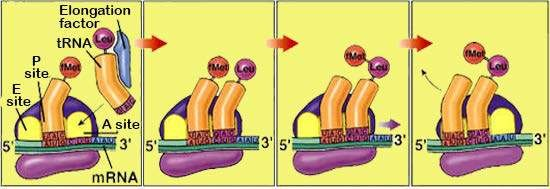 Elongation
factor
Leu
tRNA
fMet
P
site
E
site
A site
5' 3'
mRNA
fMet Leu
5' 3'
fMet
Leu
5' 3'
fMet
Leu
5' 3'